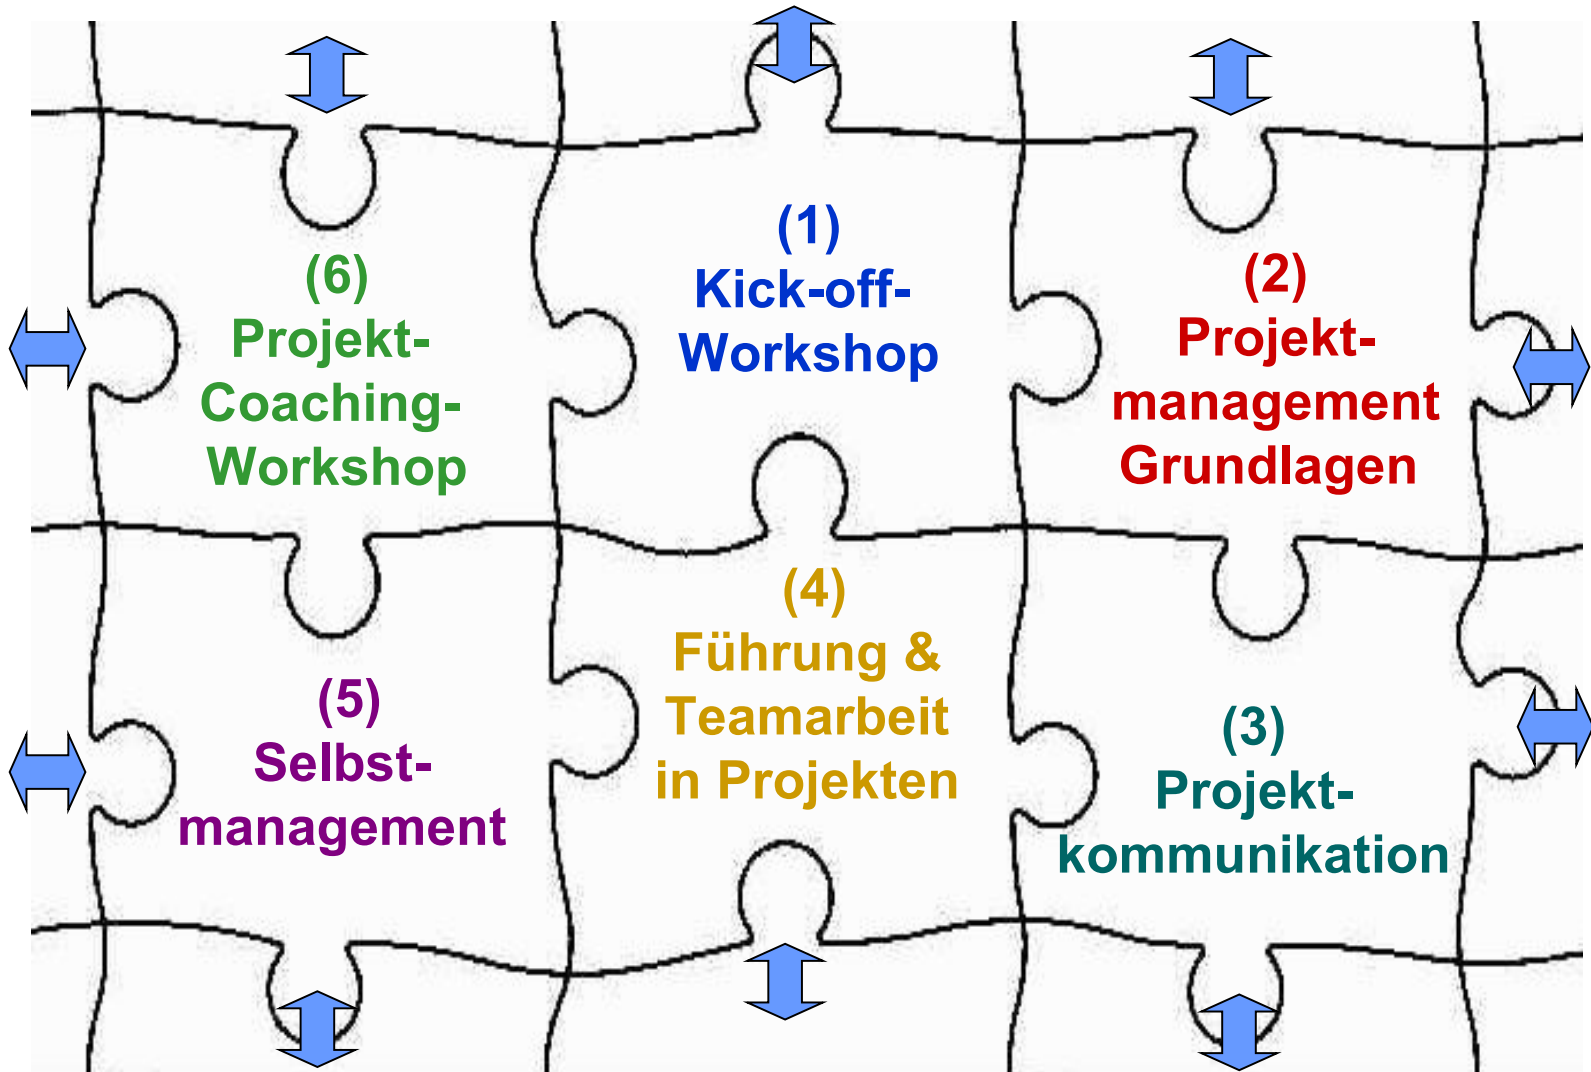 (1)
Kick-off-
Workshop
(2)
Projekt-
management
Grundlagen
(3)
Projekt-
kommunikation
(4)
Führung &
Teamarbeit
in Projekten
(5)
Selbst-
management
(6)
Projekt-
Coaching-
Workshop